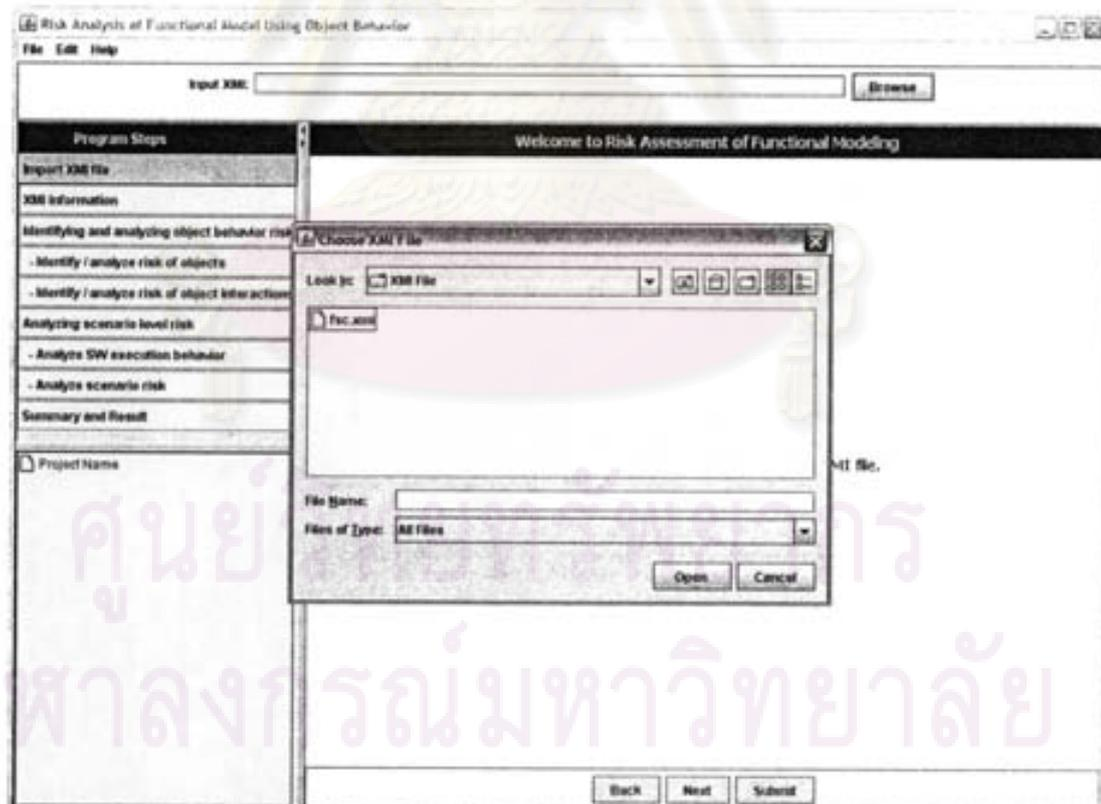 Risk Analysis of Functional Model Using Object Behavior
File Edit Help
Input XMI:
Browse
Program Steps
Welcome to Risk Assessment of Functional Modeling
Import XMI file
XMI information
Identifying and analyzing object behavior risk
- Identify / analyze risk of objects
- Identify / analyze risk of object interactions
Analyzing scenario level risk
- Analyze SW execution behavior
- Analyze scenario risk
Summary and Result
Project Name
Choose XMI File
Look In:
XMI File
fsc.xmi
MI file.
File Name:
Files of Type:
All Files
Open
Cancel
ศูนย์วิทยทรัพยากร
จุฬาลงกรณ์มหาวิทยาลัย
Back
Next
Submit